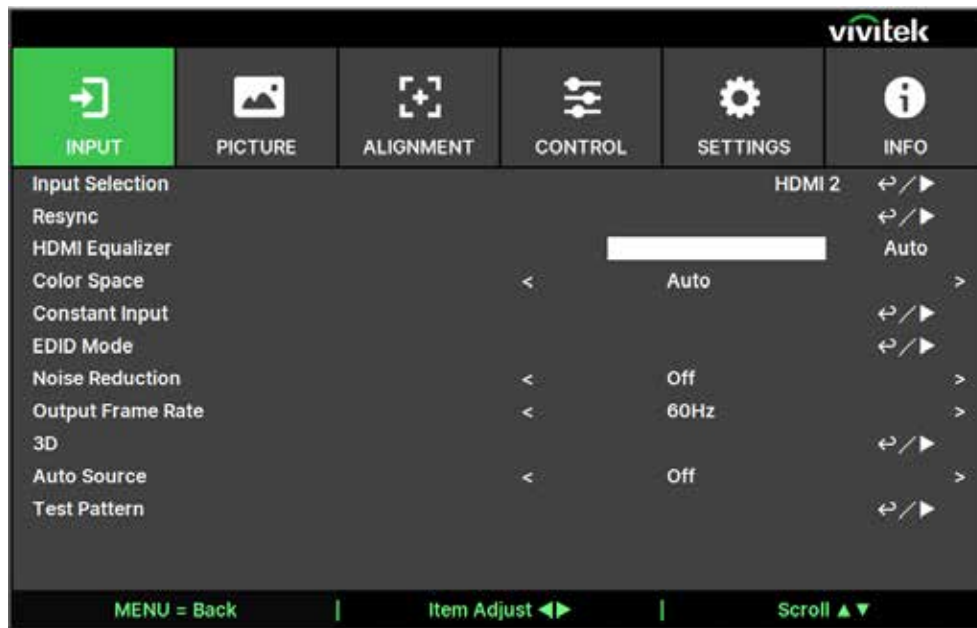 vivitek
INPUT PICTURE ALIGNMENT CONTROL SETTINGS INFO
Input Selection HDMI 2 ↩/▶
Resync ↩/▶
HDMI Equalizer Auto
Color Space < Auto >
Constant Input ↩/▶
EDID Mode ↩/▶
Noise Reduction < Off >
Output Frame Rate < 60Hz >
3D ↩/▶
Auto Source < Off >
Test Pattern ↩/▶
MENU = Back | Item Adjust ◀▶ | Scroll ▲▼